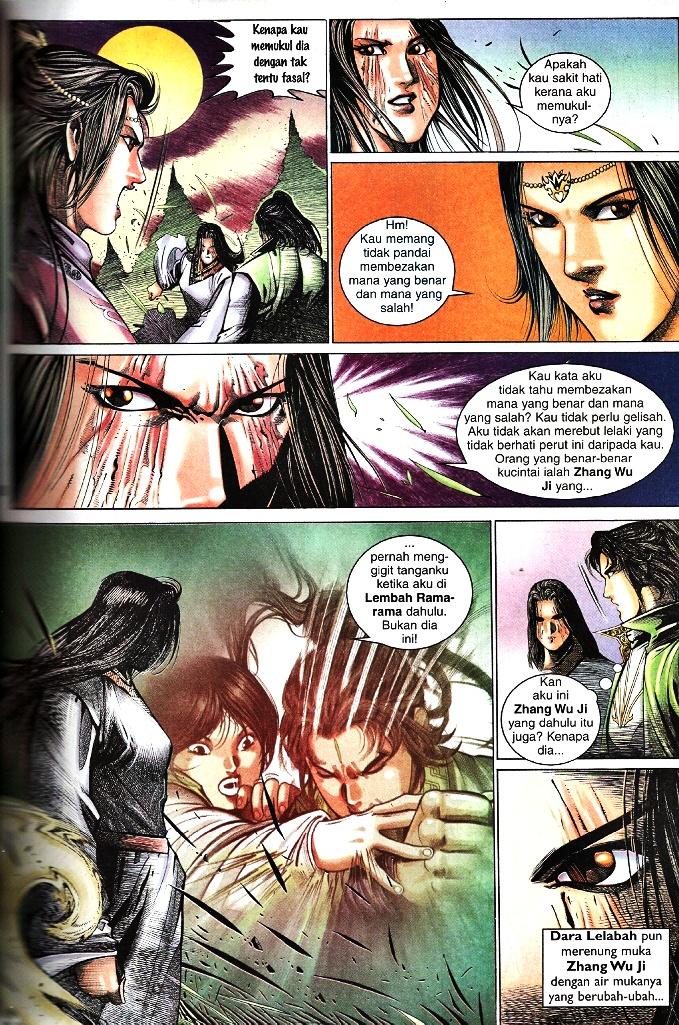 Kenapa kau
memukul dia
dengan tak
tentu fasal?
Apakah
kau sakit hati
kerana aku
memukul-
nya?
Hm!
Kau memang
tidak pandai
membezakan
mana yang benar
dan mana yang
salah!
Kau kata aku
tidak tahu membezakan
mana yang benar dan mana
yang salah? Kau tidak perlu gelisah.
Aku tidak akan merebut lelaki yang
tidak berhati perut ini daripada kau.
Orang yang benar-benar
kucintai ialah Zhang Wu
Ji yang...
...
pernah meng-
gigit tanganku
ketika aku di
Lembah Rama-
rama dahulu.
Bukan dia
ini!
Kan
aku ini
Zhang Wu Ji
yang dahulu itu
juga? Kenapa
dia...
Dara Lelabah pun
merenung muka
Zhang Wu Ji
dengan air mukanya
yang berubah-ubah...